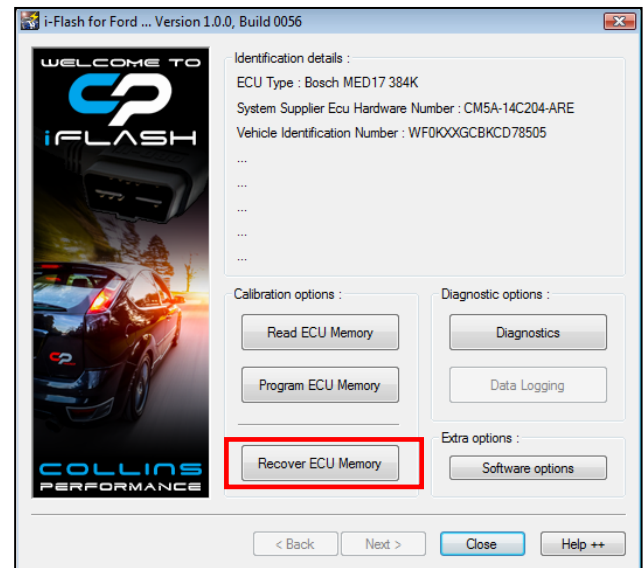 i-Flash for Ford ... Version 1.0.0, Build 0056
WELCOME TO
CP
iFLASH
CP
COLLINS
PERFORMANCE
Identification details :
ECU Type : Bosch MED17 384K
System Supplier Ecu Hardware Number : CM5A-14C204-ARE
Vehicle Identification Number : WF0KXXGCBKCD78505
...
...
...
...
...
Calibration options :
Read ECU Memory
Program ECU Memory
Recover ECU Memory
Diagnostic options :
Diagnostics
Data Logging
Extra options :
Software options
< Back
Next >
Close
Help ++